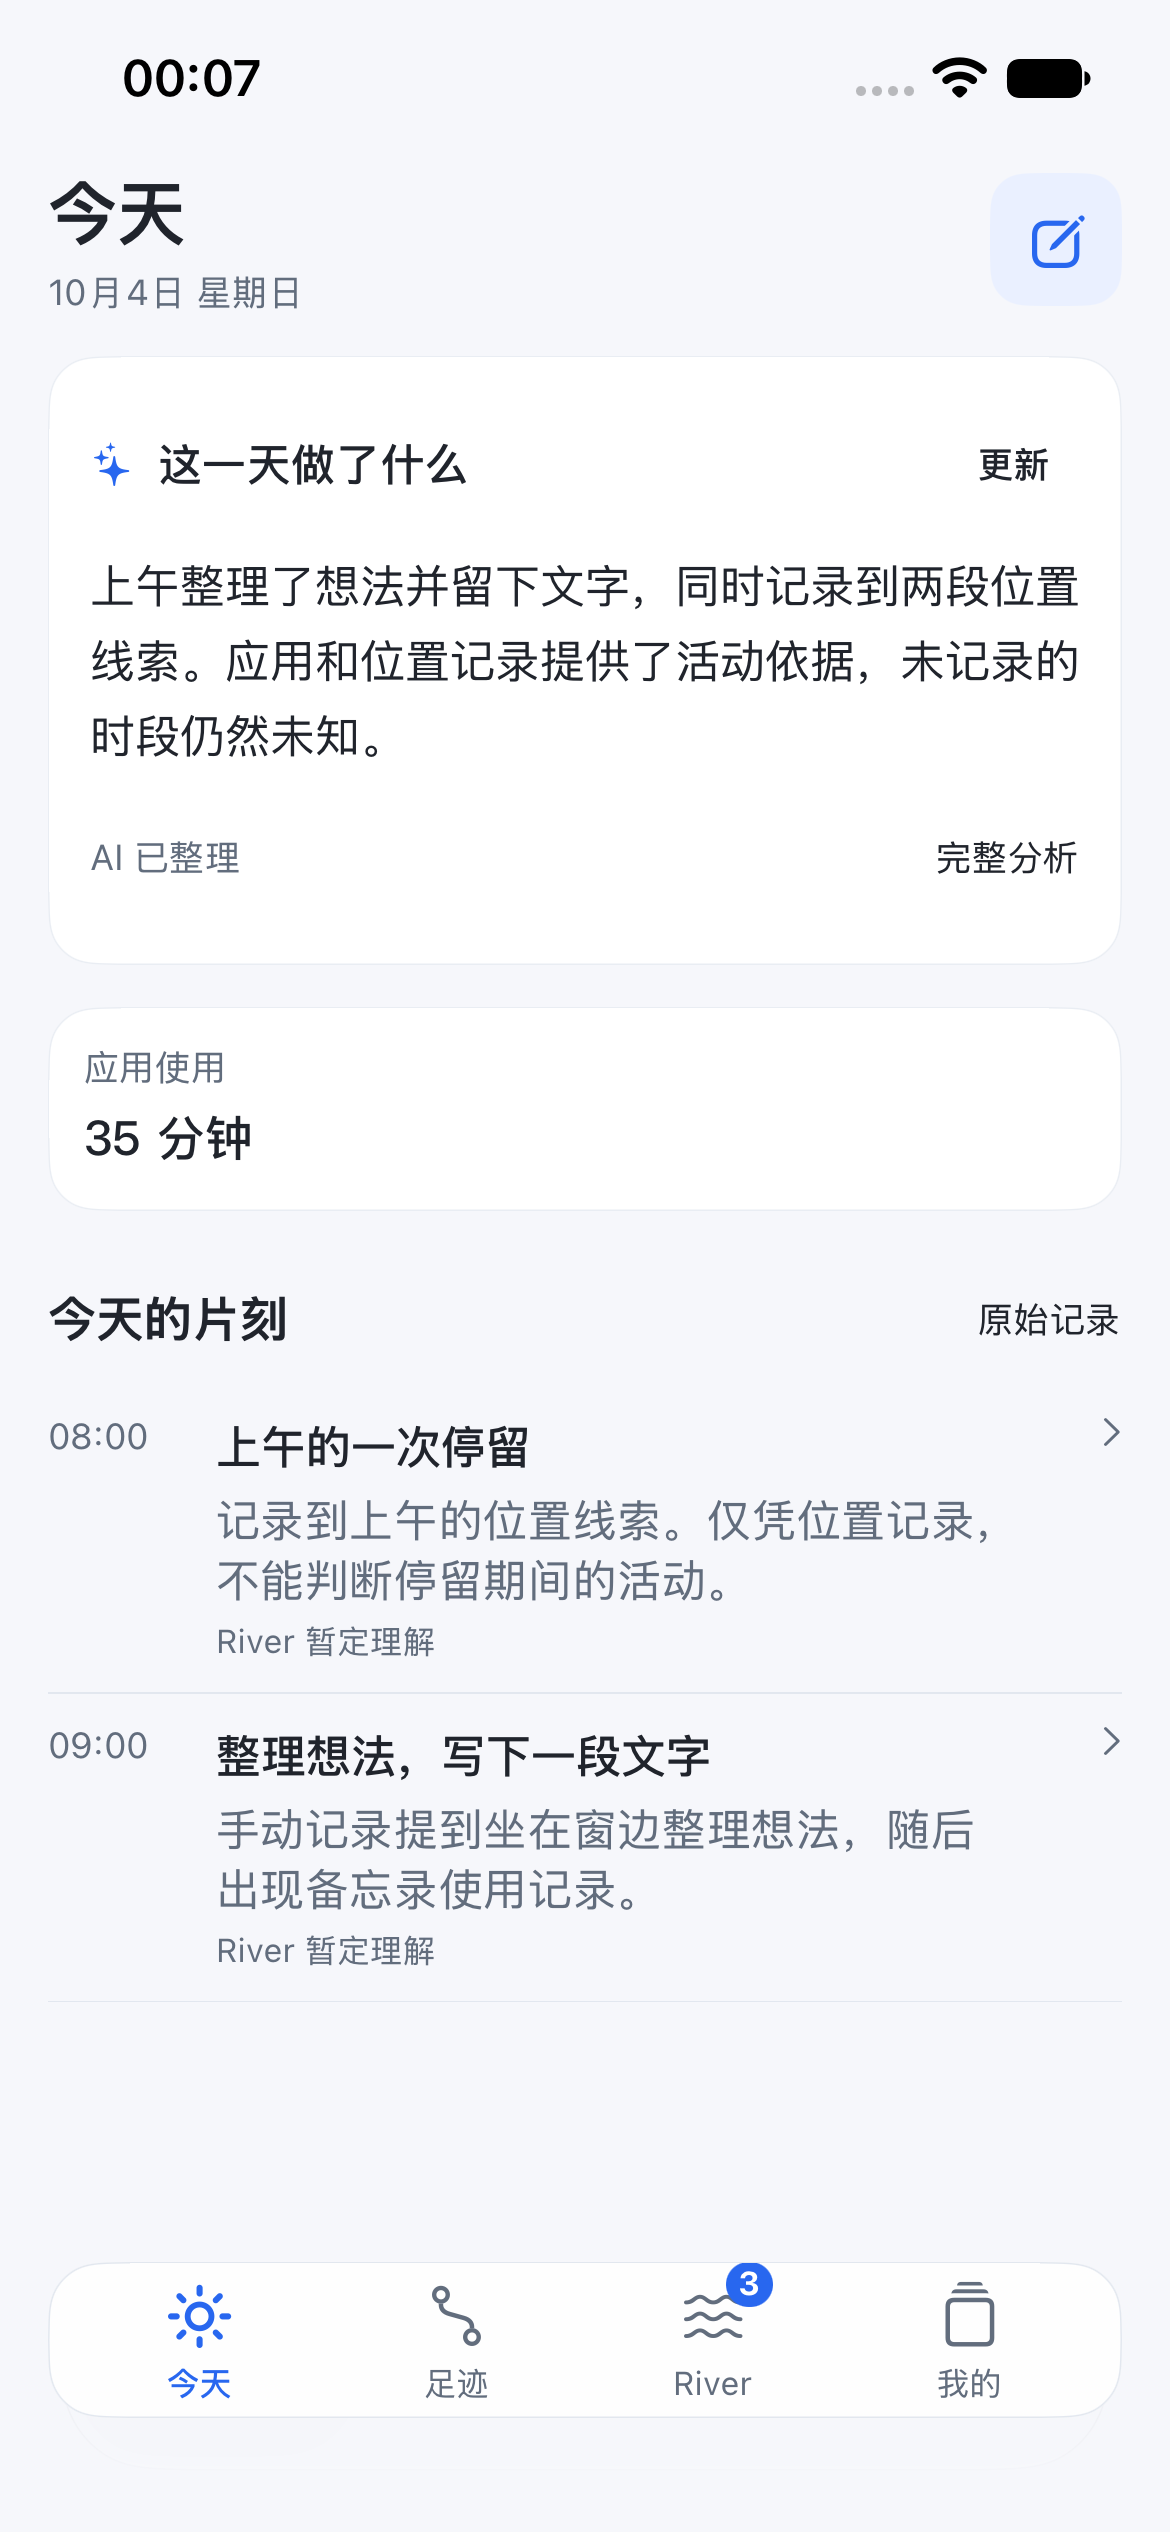 00:07
今天
10月4日 星期日
这一天做了什么
更新
上午整理了想法并留下文字，同时记录到两段位置
线索。应用和位置记录提供了活动依据，未记录的
时段仍然未知。
AI 已整理
完整分析
应用使用
35 分钟
今天的片刻
原始记录
08:00
上午的一次停留
记录到上午的位置线索。仅凭位置记录，
不能判断停留期间的活动。
River 暂定理解
09:00
整理想法，写下一段文字
手动记录提到坐在窗边整理想法，随后
出现备忘录使用记录。
River 暂定理解
3
今天
足迹
River
我的